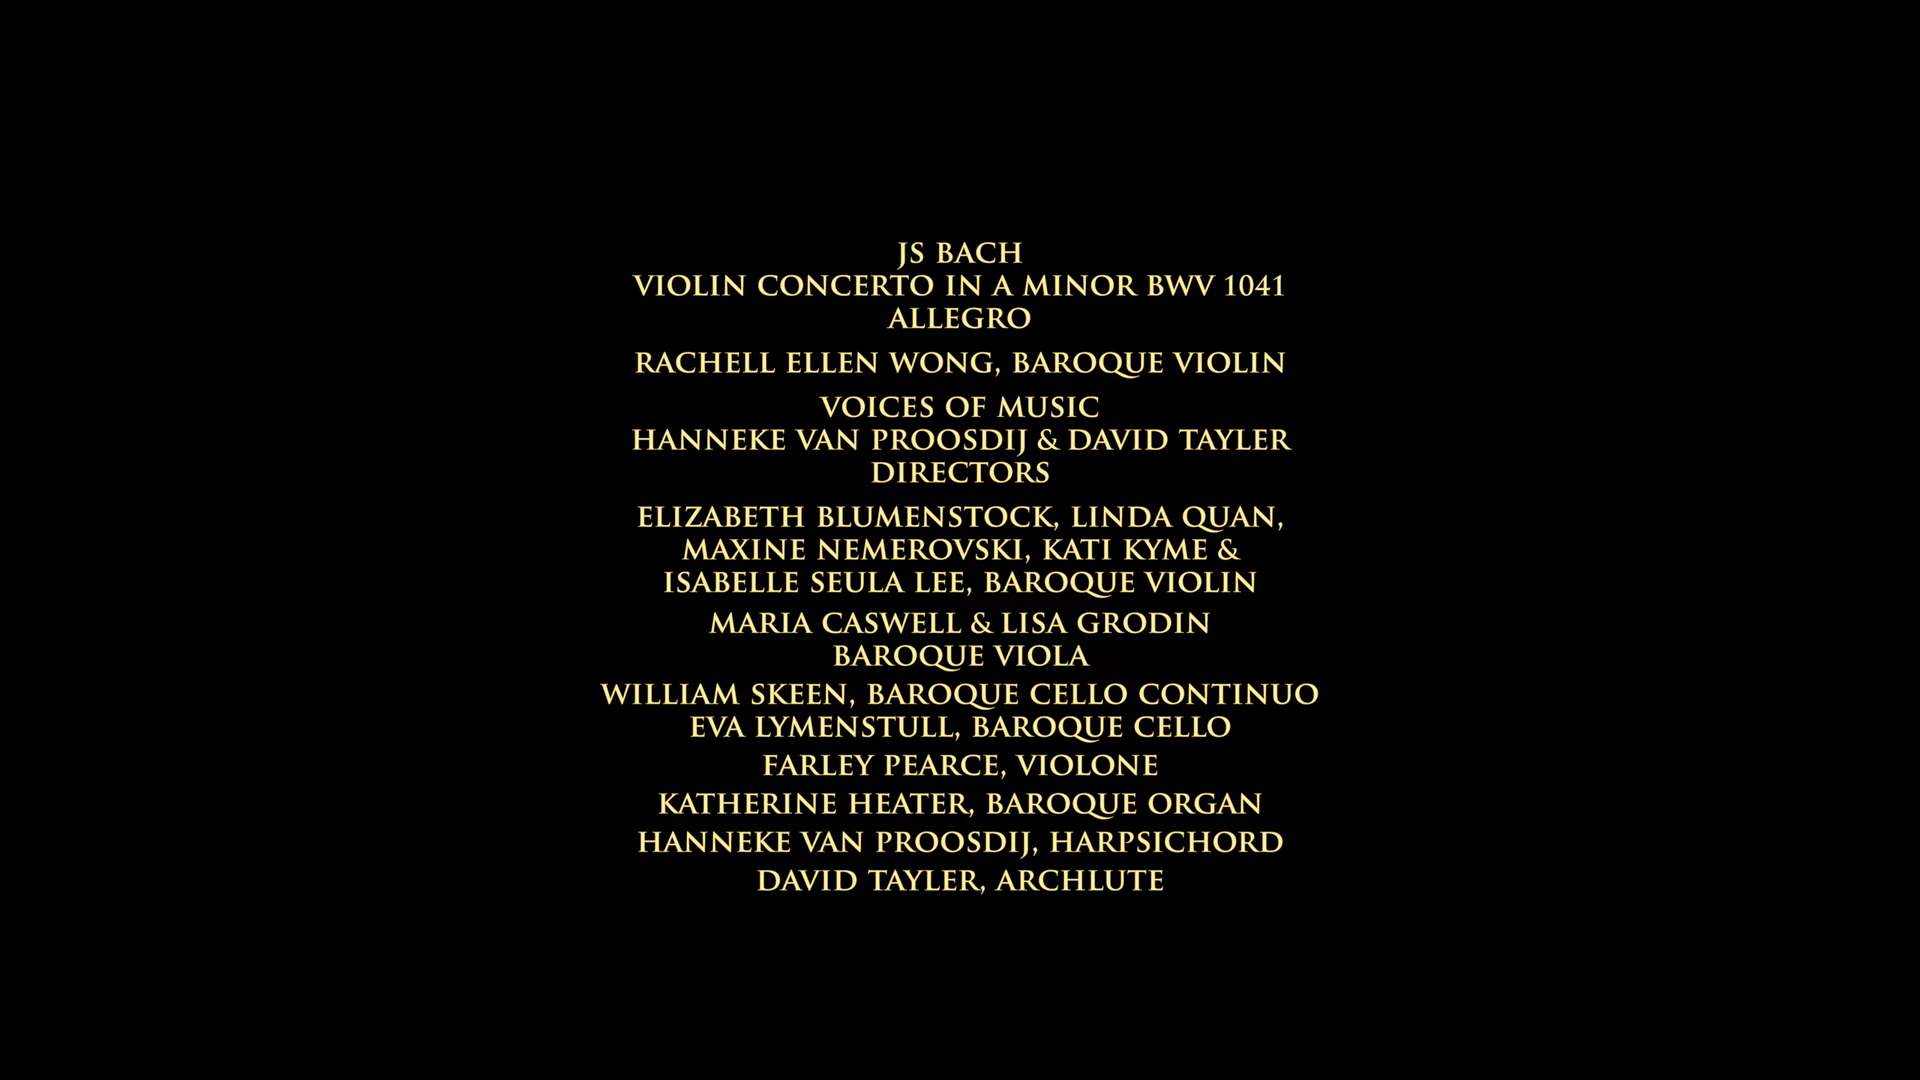 JS BACH
VIOLIN CONCERTO IN A MINOR BWV 1041
ALLEGRO
RACHELL ELLEN WONG, BAROQUE VIOLIN
VOICES OF MUSIC
HANNEKE VAN PROOSDIJ & DAVID TAYLER
DIRECTORS
ELIZABETH BLUMENSTOCK, LINDA QUAN,
MAXINE NEMEROVSKI, KATI KYME &
ISABELLE SEULA LEE, BAROQUE VIOLIN
MARIA CASWELL & LISA GRODIN
BAROQUE VIOLA
WILLIAM SKEEN, BAROQUE CELLO CONTINUO
EVA LYMENSTULL, BAROQUE CELLO
FARLEY PEARCE, VIOLONE
KATHERINE HEATER, BAROQUE ORGAN
HANNEKE VAN PROOSDIJ, HARPSICHORD
DAVID TAYLER, ARCHLUTE